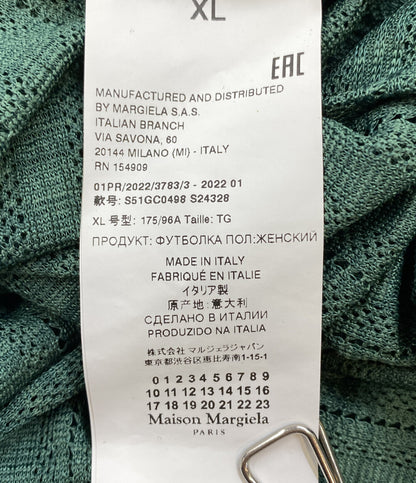 XL
EAC
MANUFACTURED AND DISTRIBUTED
BY MARGIELA S.A.S.
ITALIAN BRANCH
VIA SAVONA, 60
20144 MILANO (MI) - ITALY
RN 154909
01PR/2022/3783/3 - 2022 01
款号: S51GC0498 S24328
XL 号型: 175/96A Taille: TG
ПРОДУКТ: ФУТБОЛКА ПОЛ:ЖЕНСКИЙ
MADE IN ITALY
FABRIQUÉ EN ITALIE
イタリア製
原产地: 意大利
СДЕЛАНО В ИТАЛИИ
PRODUZIDO NA ITALIA
株式会社 マルジェラジャパン
東京都渋谷区恵比寿南1-15-1
0 1 2 3 4 5 6 7 8 9
10 11 12 13 14 15 16
17 18 19 20 21 22 23
Maison Margiela
PARIS